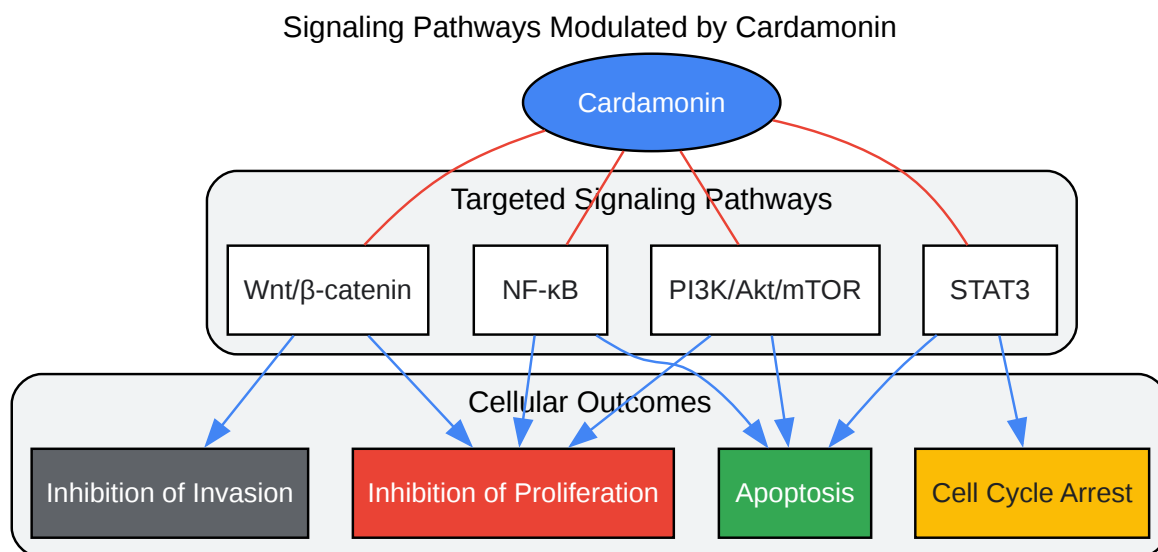 Signaling Pathways Modulated by Cardamonin
Cardamonin
Targeted Signaling Pathways
Wnt/β-catenin
NF-κB
PI3K/Akt/mTOR
STAT3
Cellular Outcomes
Inhibition of Invasion
Inhibition of Proliferation
Apoptosis
Cell Cycle Arrest